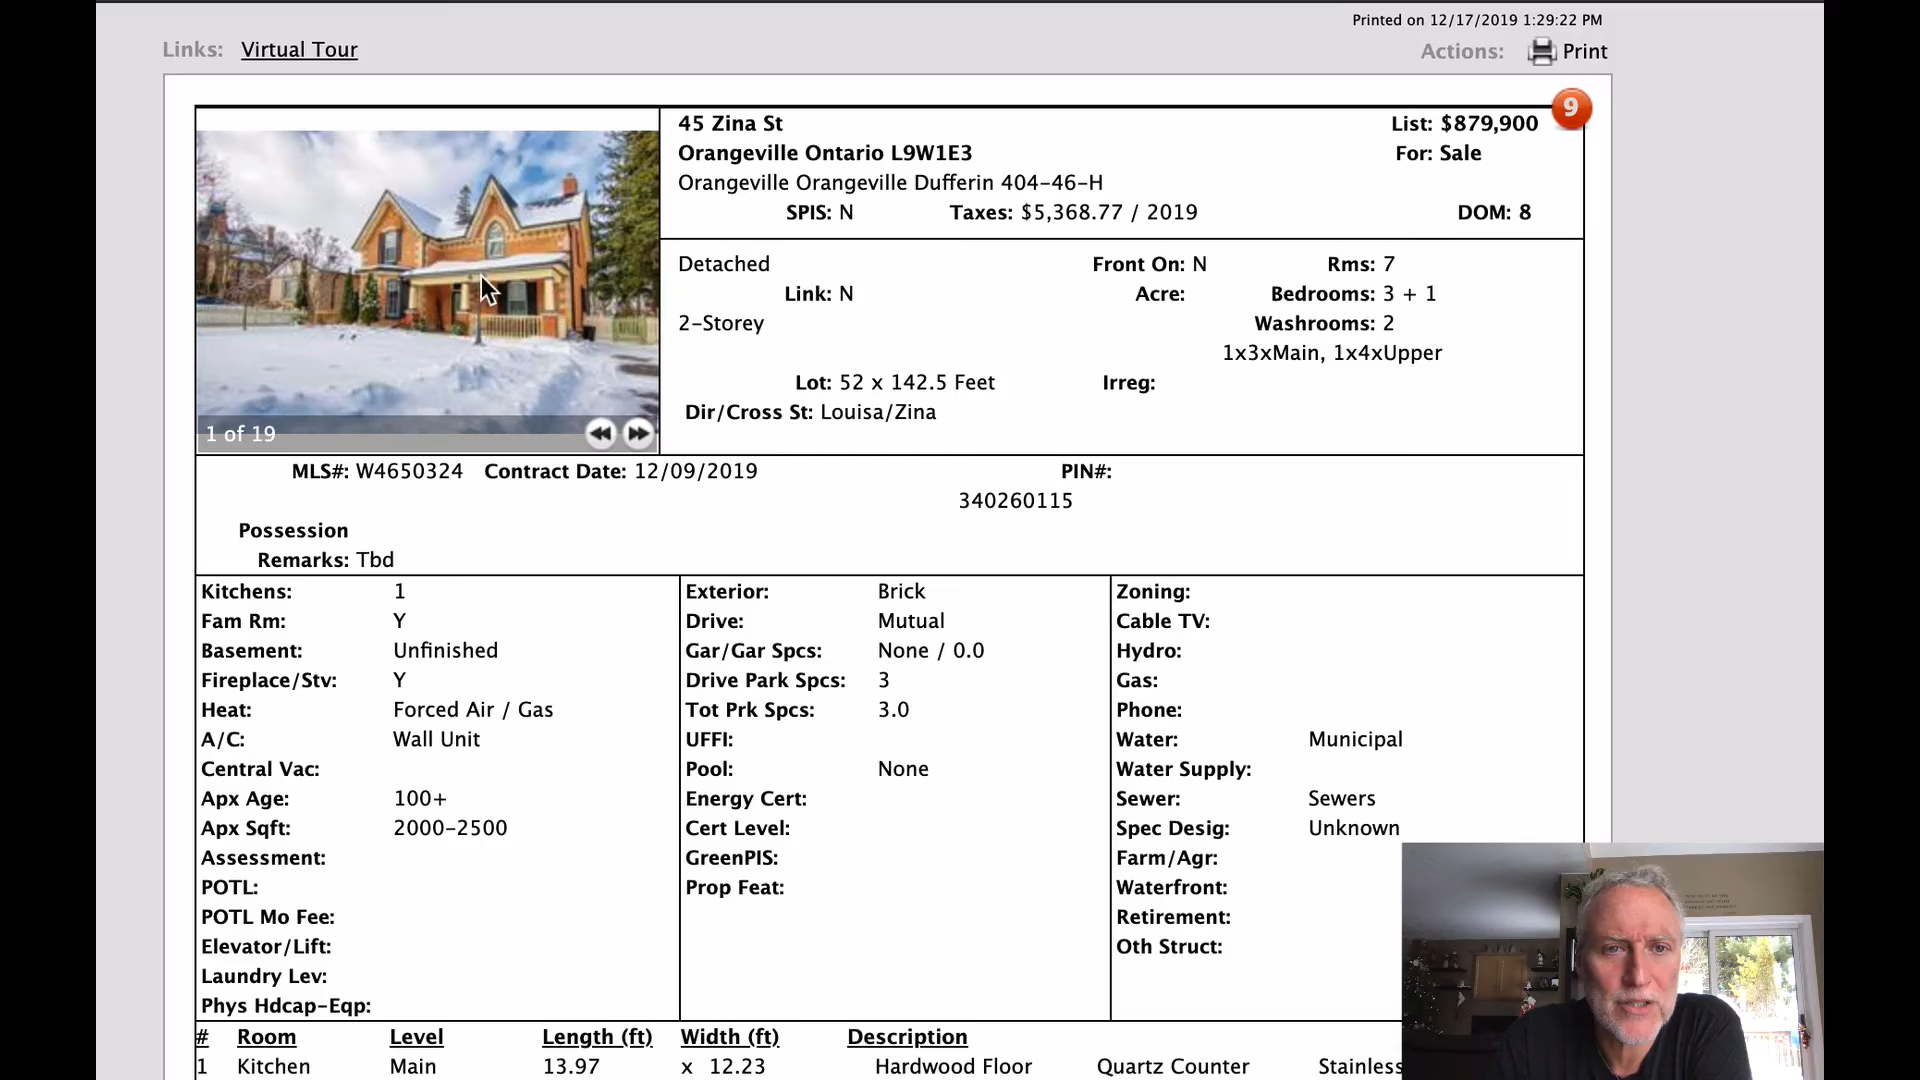 Printed on 12/17/2019 1:29:22 PM
Links: Virtual Tour
Actions: Print
9
45 Zina St
List: $879,900
Orangeville Ontario L9W1E3
For: Sale
Orangeville Orangeville Dufferin 404-46-H
SPIS: N Taxes: $5,368.77 / 2019 DOM: 8
Detached Front On: N Rms: 7
Link: N Acre: Bedrooms: 3 + 1
2-Storey Washrooms: 2
1x3xMain, 1x4xUpper
Lot: 52 x 142.5 Feet Irreg:
Dir/Cross St: Louisa/Zina
1 of 19
MLS#: W4650324 Contract Date: 12/09/2019 PIN#:
340260115
Possession
Remarks: Tbd
Kitchens: 1
Fam Rm: Y
Basement: Unfinished
Fireplace/Stv: Y
Heat: Forced Air / Gas
A/C: Wall Unit
Central Vac:
Apx Age: 100+
Apx Sqft: 2000-2500
Assessment:
POTL:
POTL Mo Fee:
Elevator/Lift:
Laundry Lev:
Phys Hdcap-Eqp:
Exterior: Brick
Drive: Mutual
Gar/Gar Spcs: None / 0.0
Drive Park Spcs: 3
Tot Prk Spcs: 3.0
UFFI:
Pool: None
Energy Cert:
Cert Level:
GreenPIS:
Prop Feat:
Zoning:
Cable TV:
Hydro:
Gas:
Phone:
Water: Municipal
Water Supply:
Sewer: Sewers
Spec Desig: Unknown
Farm/Agr:
Waterfront:
Retirement:
Oth Struct:
# Room Level Length (ft) Width (ft) Description
1 Kitchen Main 13.97 x 12.23 Hardwood Floor Quartz Counter Stainless